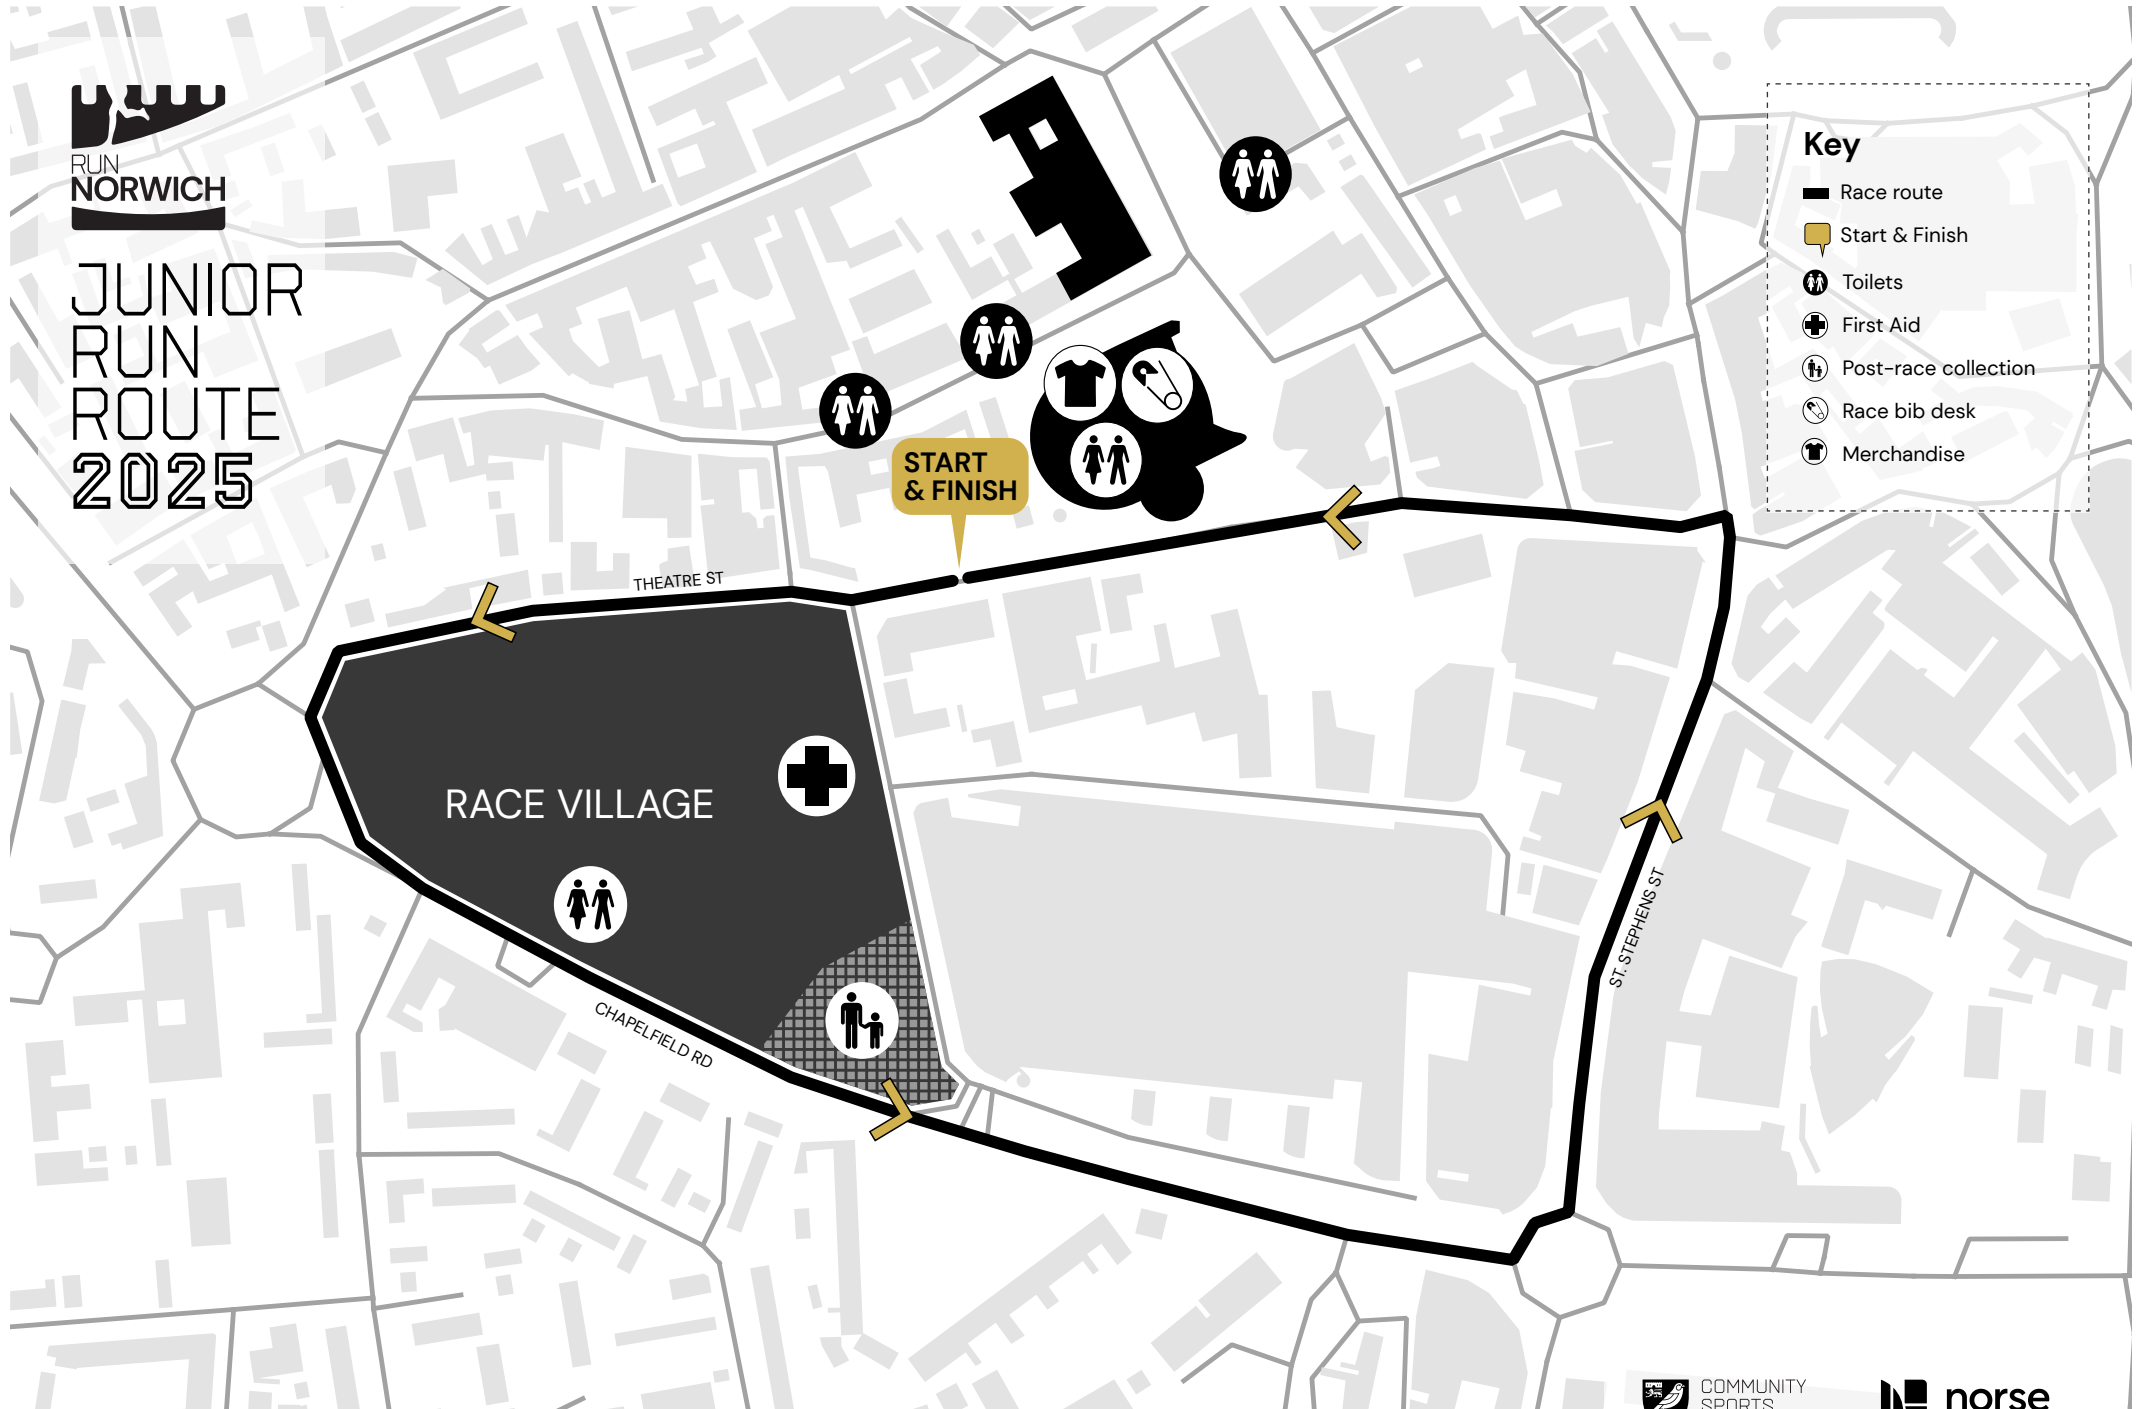 RUN
NORWICH
JUNIOR
RUN
ROUTE
2025
Key
Race route
Start & Finish
Toilets
First Aid
Post-race collection
Race bib desk
Merchandise
START
& FINISH
THEATRE ST
RACE VILLAGE
CHAPELFIELD RD
ST. STEPHENS ST
COMMUNITY
SPORTS
norse